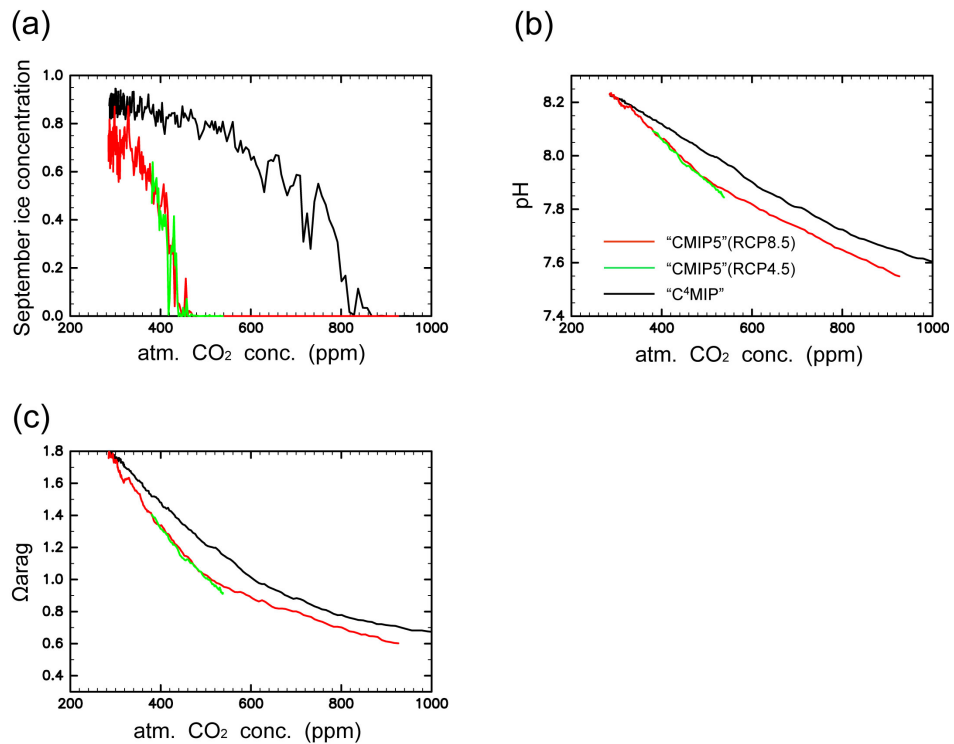 (a)
September ice concentration
1.0
0.8
0.6
0.4
0.2
0.0
200 400 600 800 1000
atm. CO₂ conc. (ppm)
(b)
pH
8.2
8.0
7.8
7.6
7.4
“CMIP5”(RCP8.5)
“CMIP5”(RCP4.5)
“C⁴MIP”
200 400 600 800 1000
atm. CO₂ conc. (ppm)
(c)
Ωarag
1.8
1.6
1.4
1.2
1.0
0.8
0.6
0.4
200 400 600 800 1000
atm. CO₂ conc. (ppm)